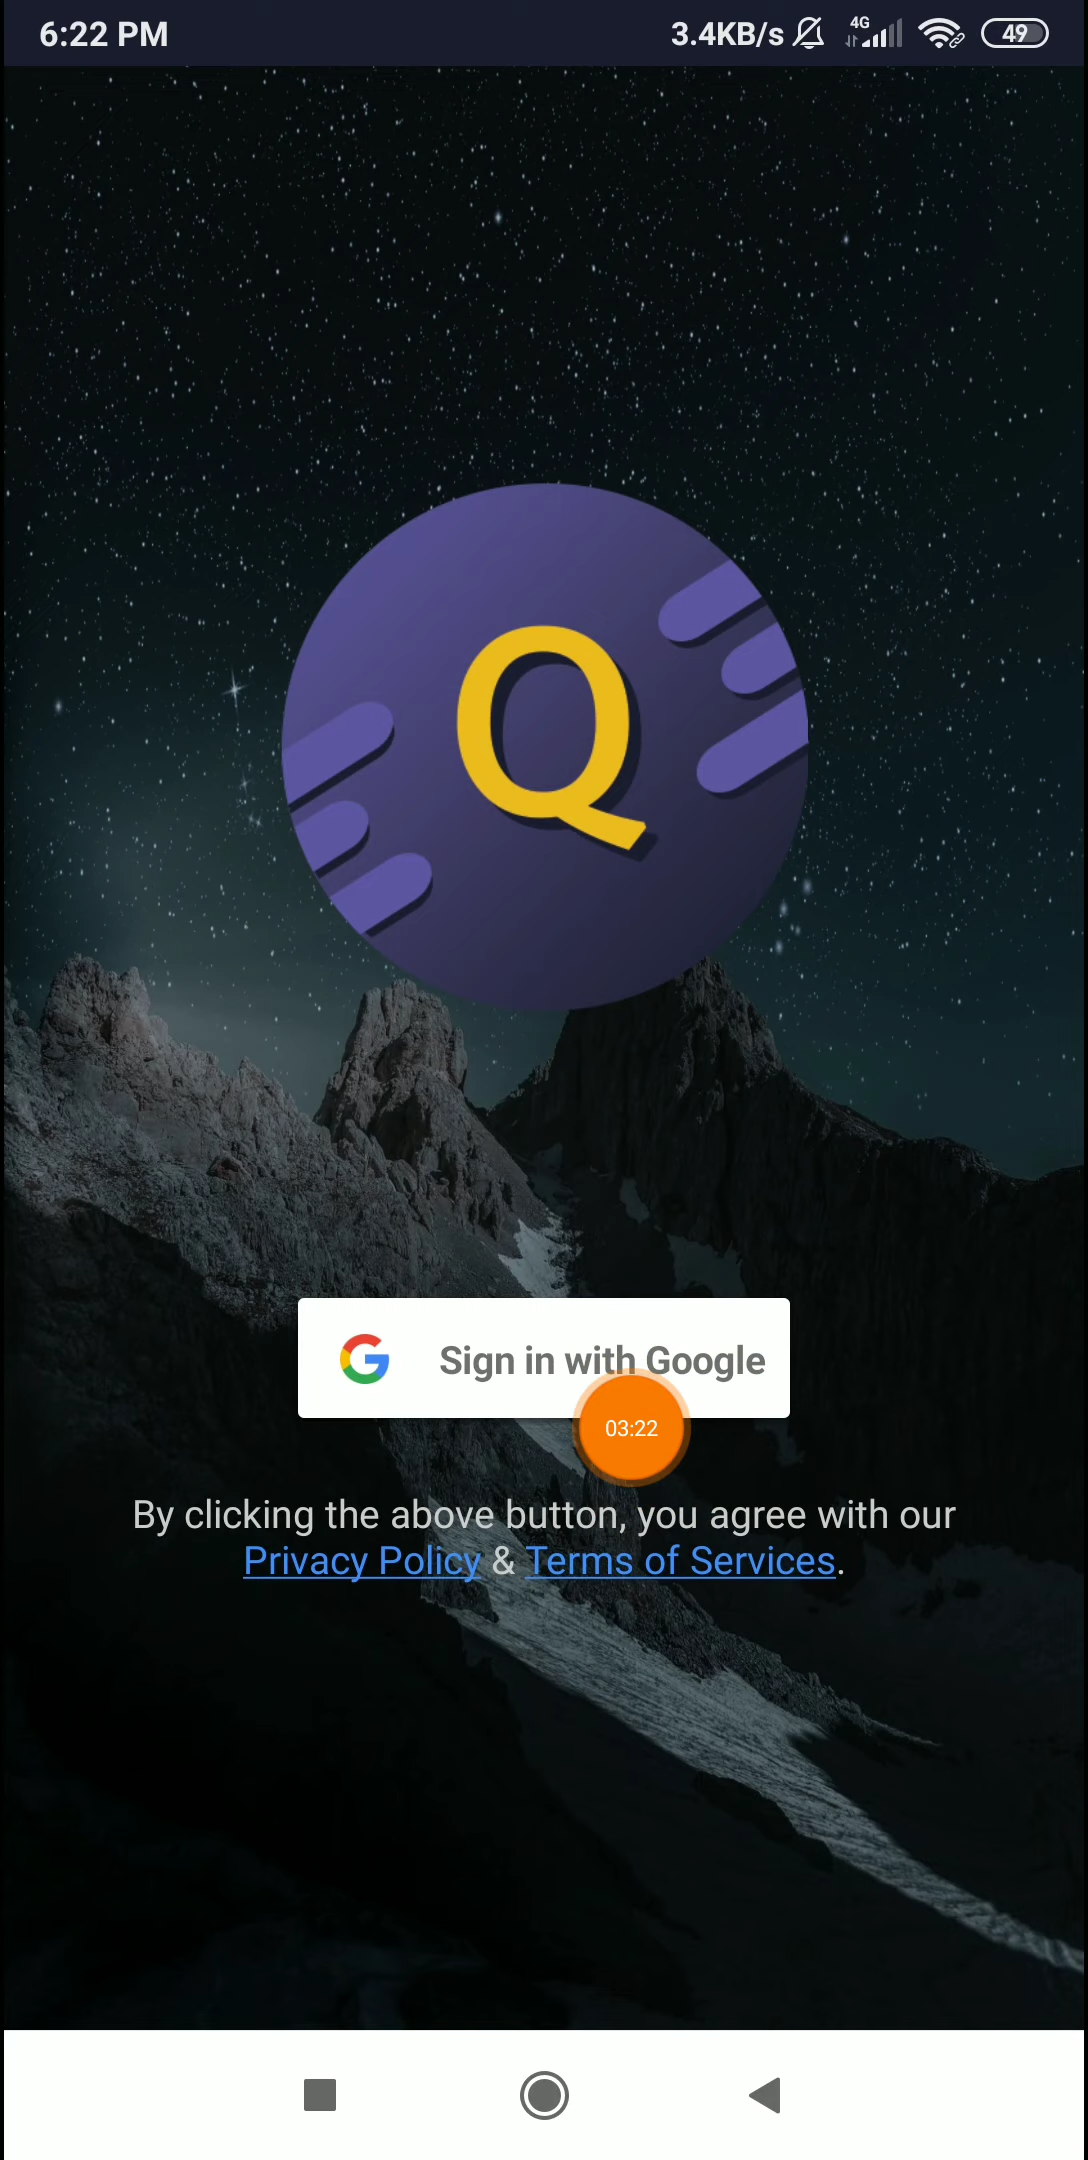 6:22 PM 3.4KB/s 4G 49
Q
Sign in with Google
03:22
By clicking the above button, you agree with our
Privacy Policy & Terms of Services.